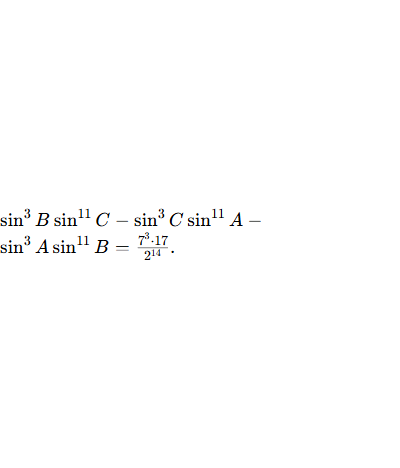 sin³ B sin¹¹ C − sin³ C sin¹¹ A −
sin³ A sin¹¹ B = 7³·17/2¹⁴.